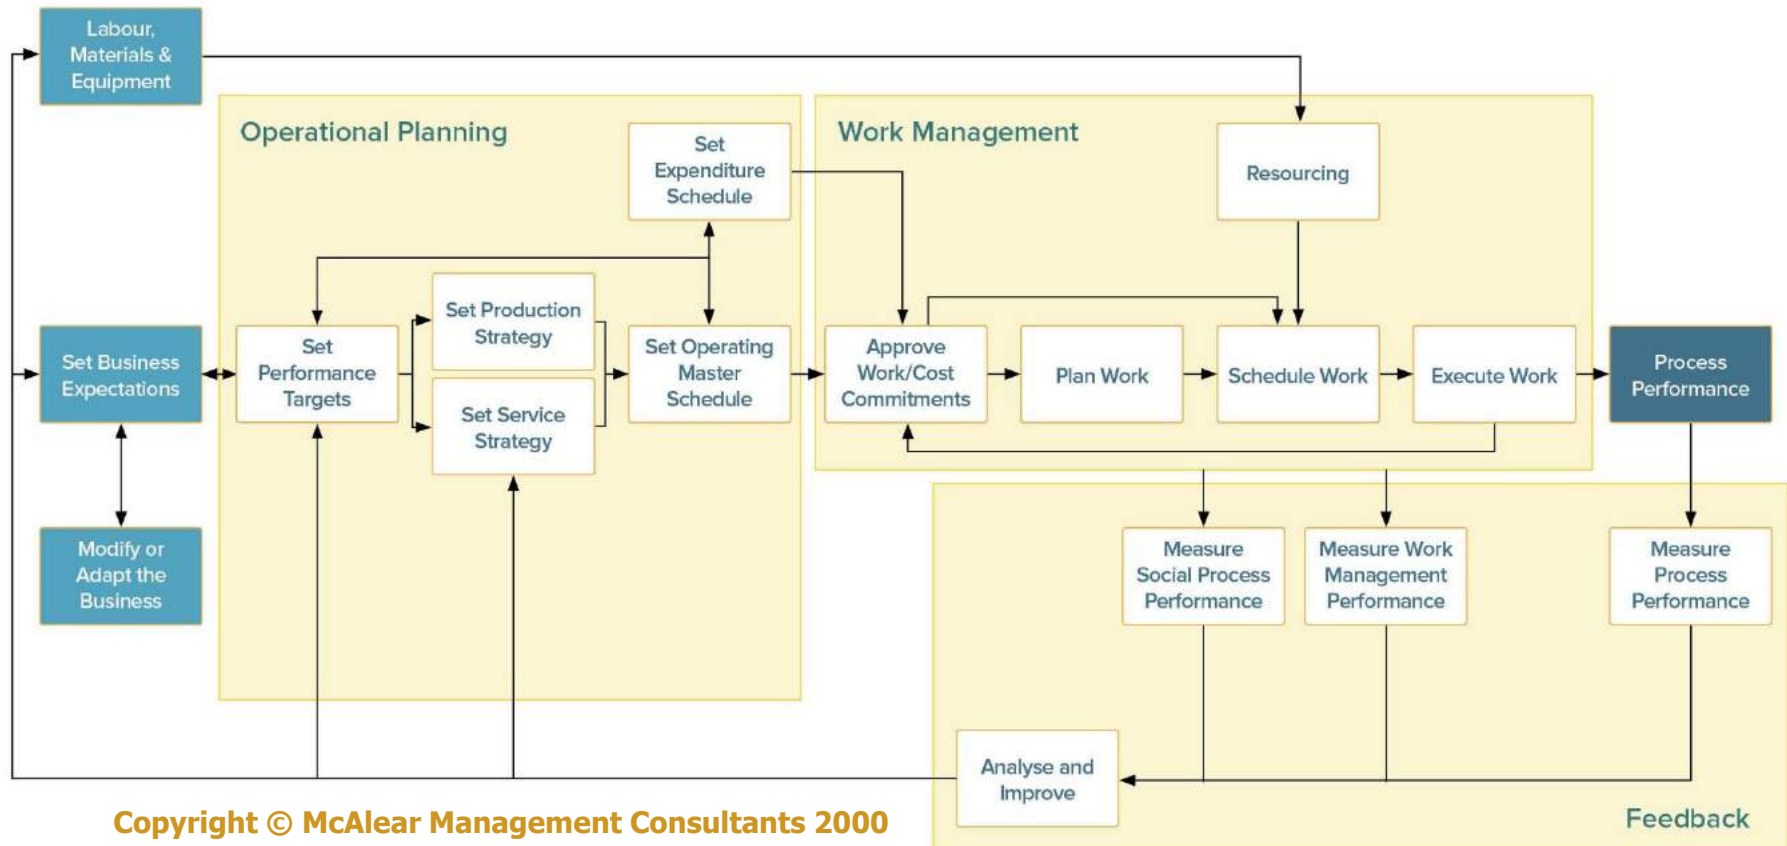 Labour,
Materials &
Equipment
Operational Planning
Set
Expenditure
Schedule
Work Management
Resourcing
Set Business
Expectations
Set
Performance
Targets
Set Production
Strategy
Set Service
Strategy
Set Operating
Master
Schedule
Approve
Work/Cost
Commitments
Plan Work
Schedule Work
Execute Work
Process
Performance
Modify or
Adapt the
Business
Measure
Social Process
Performance
Measure Work
Management
Performance
Measure
Process
Performance
Analyse and
Improve
Feedback
Copyright © McAlear Management Consultants 2000